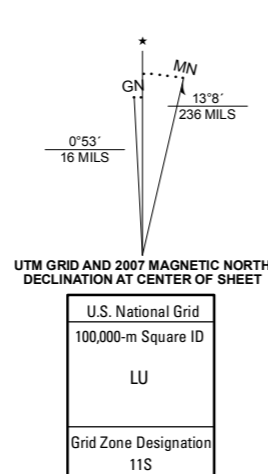 ★
MN
GN
13°8´
236 MILS
0°53´
16 MILS
UTM GRID AND 2007 MAGNETIC NORTH
DECLINATION AT CENTER OF SHEET
U.S. National Grid
100,000-m Square ID
LU
Grid Zone Designation
11S